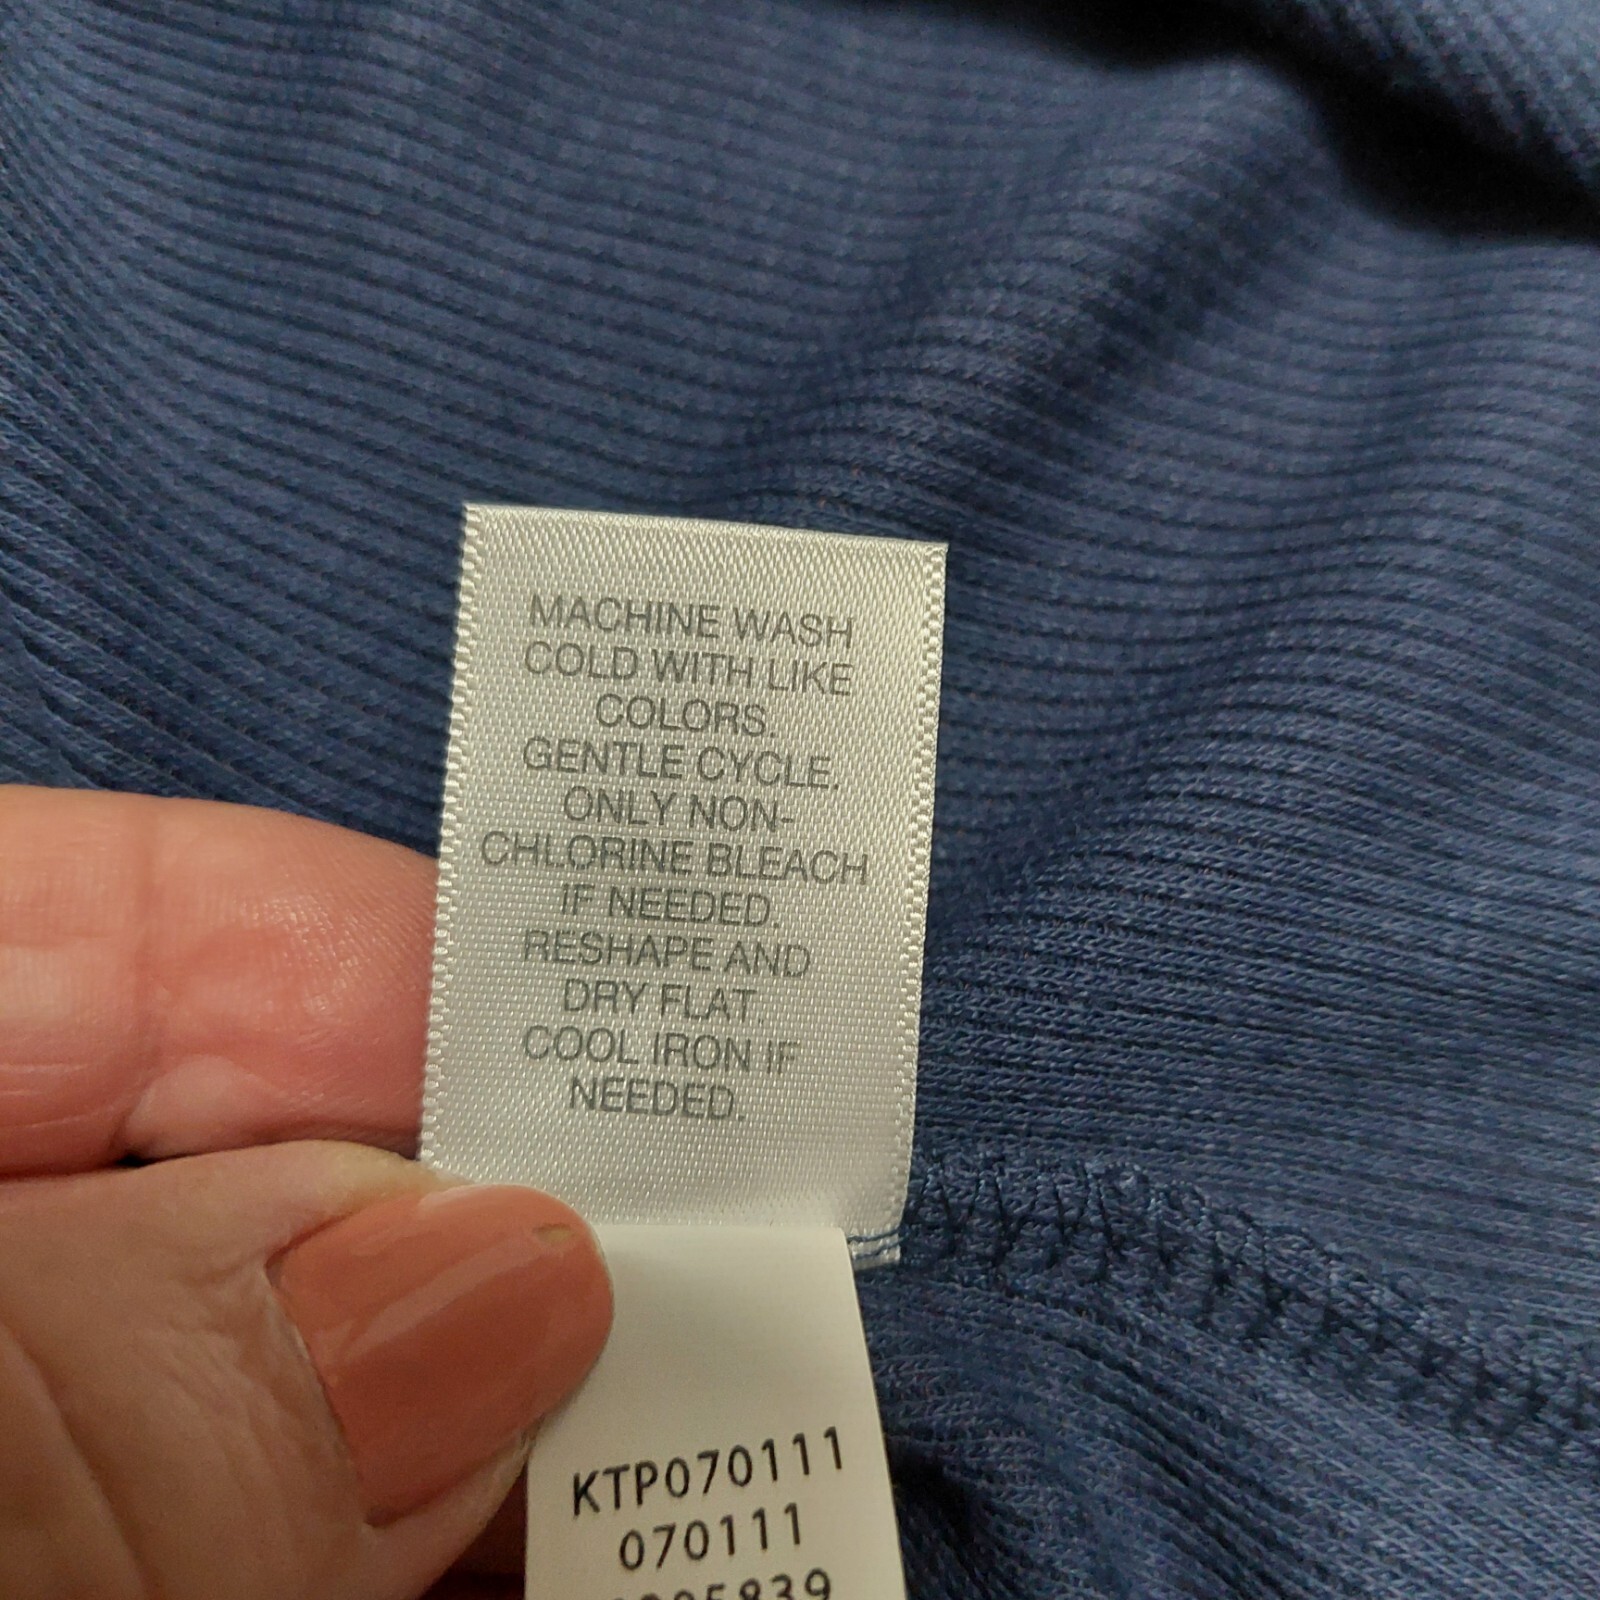 MACHINE WASH
COLD WITH LIKE
COLORS.
GENTLE CYCLE.
ONLY NON-
CHLORINE BLEACH
IF NEEDED.
RESHAPE AND
DRY FLAT.
COOL IRON IF
NEEDED.
KTP070111
070111